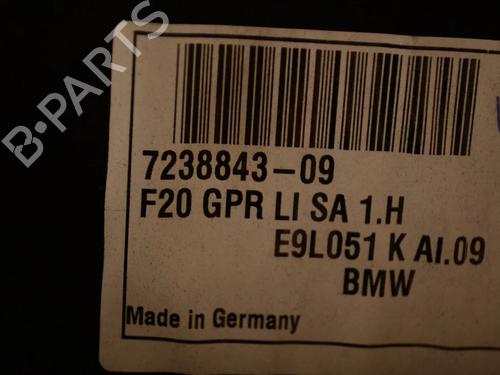 B-PARTS
7238843-09
F20 GPR LI SA 1.H
E9L051 K AI.09
BMW
Made in Germany